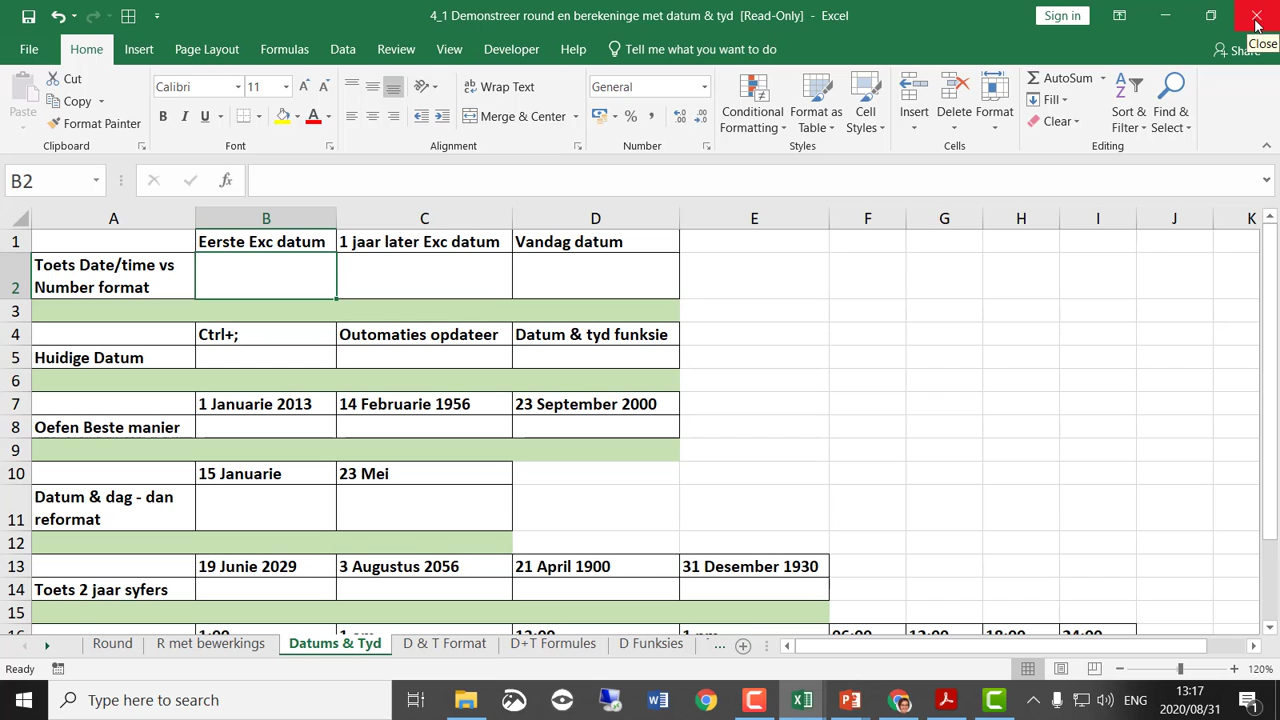 4_1 Demonstreer round en berekeninge met datum & tyd [Read-Only] - Excel
Sign in
Close
File Home Insert Page Layout Formulas Data Review View Developer Help Tell me what you want to do Share
Paste
Cut
Copy
Format Painter
Clipboard
Calibri 11
B I U
Font
Wrap Text
Merge & Center
Alignment
General
Number
Conditional Formatting
Format as Table
Cell Styles
Styles
Insert Delete Format
Cells
AutoSum
Fill
Clear
Sort & Filter
Find & Select
Editing
B2 fx
A B C D E F G H I J K
1 Eerste Exc datum 1 jaar later Exc datum Vandag datum
Toets Date/time vs
2 Number format
3
4 Ctrl+; Outomaties opdateer Datum & tyd funksie
5 Huidige Datum
6
7 1 Januarie 2013 14 Februarie 1956 23 September 2000
8 Oefen Beste manier
9
10 15 Januarie 23 Mei
Datum & dag - dan
11 reformat
12
13 19 Junie 2029 3 Augustus 2056 21 April 1900 31 Desember 1930
14 Toets 2 jaar syfers
15
16 1:00 1 am 13:00 1 pm 06:00 12:00 18:00 24:00
Round R met bewerkings Datums & Tyd D & T Format D+T Formules D Funksies ...
Ready 120%
Type here to search
ENG
13:17
2020/08/31
1